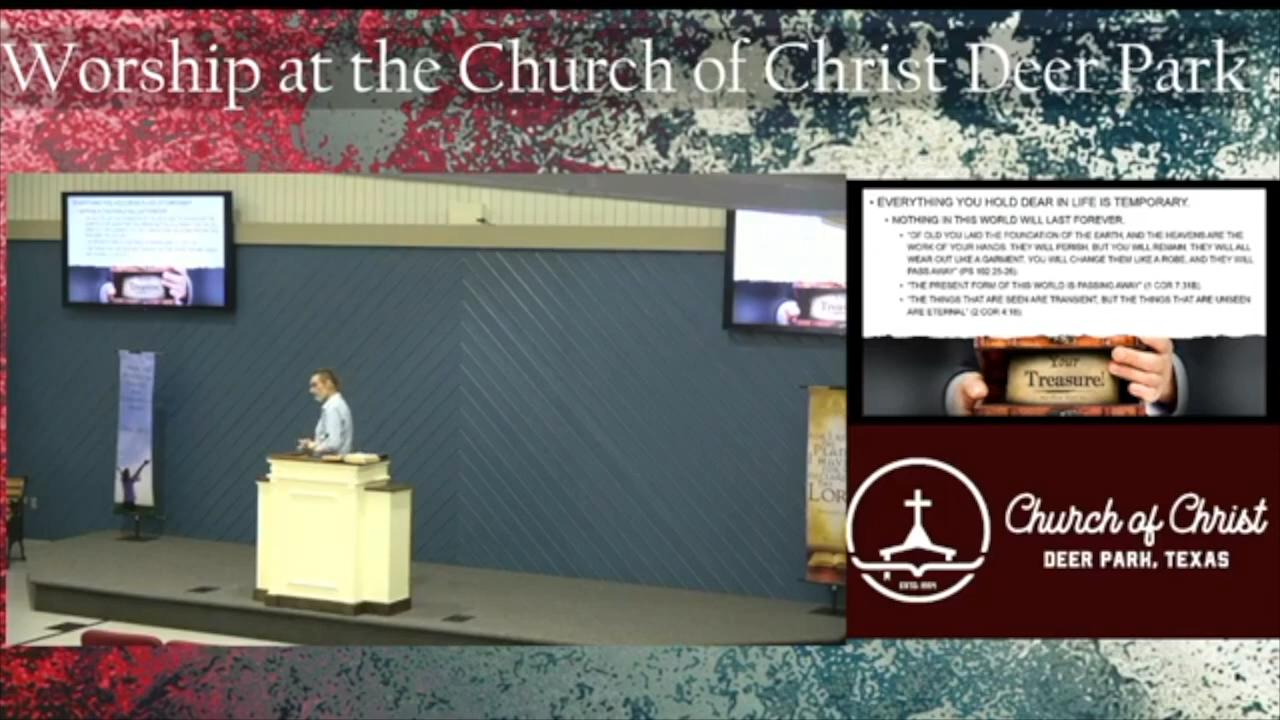 Worship at the Church of Christ Deer Park
• EVERYTHING YOU HOLD DEAR IN LIFE IS TEMPORARY.
• NOTHING IN THIS WORLD WILL LAST FOREVER.
• "OF OLD YOU LAID THE FOUNDATION OF THE EARTH, AND THE HEAVENS ARE THE
WORK OF YOUR HANDS. THEY WILL PERISH, BUT YOU WILL REMAIN; THEY WILL ALL
WEAR OUT LIKE A GARMENT. YOU WILL CHANGE THEM LIKE A ROBE, AND THEY WILL
PASS AWAY" (PS 102:25-26).
• "THE PRESENT FORM OF THIS WORLD IS PASSING AWAY" (1 COR 7:31B).
• "THE THINGS THAT ARE SEEN ARE TRANSIENT, BUT THE THINGS THAT ARE UNSEEN
ARE ETERNAL" (2 COR 4:18).
Your
Treasure!
Church of Christ
DEER PARK, TEXAS
LORD